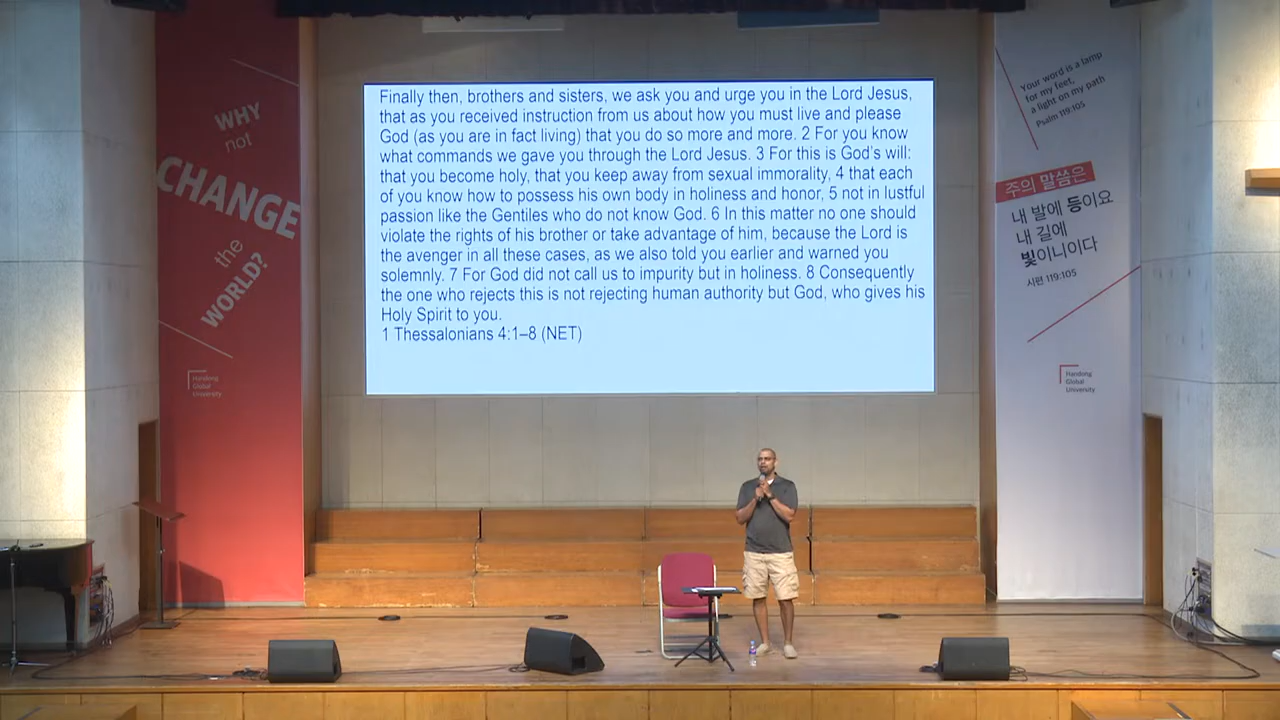 WHY
not
CHANGE
the
WORLD?
Handong
Global
University
Finally then, brothers and sisters, we ask you and urge you in the Lord Jesus,
that as you received instruction from us about how you must live and please
God (as you are in fact living) that you do so more and more. 2 For you know
what commands we gave you through the Lord Jesus. 3 For this is God's will:
that you become holy, that you keep away from sexual immorality, 4 that each
of you know how to possess his own body in holiness and honor, 5 not in lustful
passion like the Gentiles who do not know God. 6 In this matter no one should
violate the rights of his brother or take advantage of him, because the Lord is
the avenger in all these cases, as we also told you earlier and warned you
solemnly. 7 For God did not call us to impurity but in holiness. 8 Consequently
the one who rejects this is not rejecting human authority but God, who gives his
Holy Spirit to you.
1 Thessalonians 4:1–8 (NET)
Your word is a lamp
for my feet,
a light on my path
Psalm 119:105
주의 말씀은
내 발에 등이요
내 길에
빛이니이다
시편 119:105
Handong
Global
University